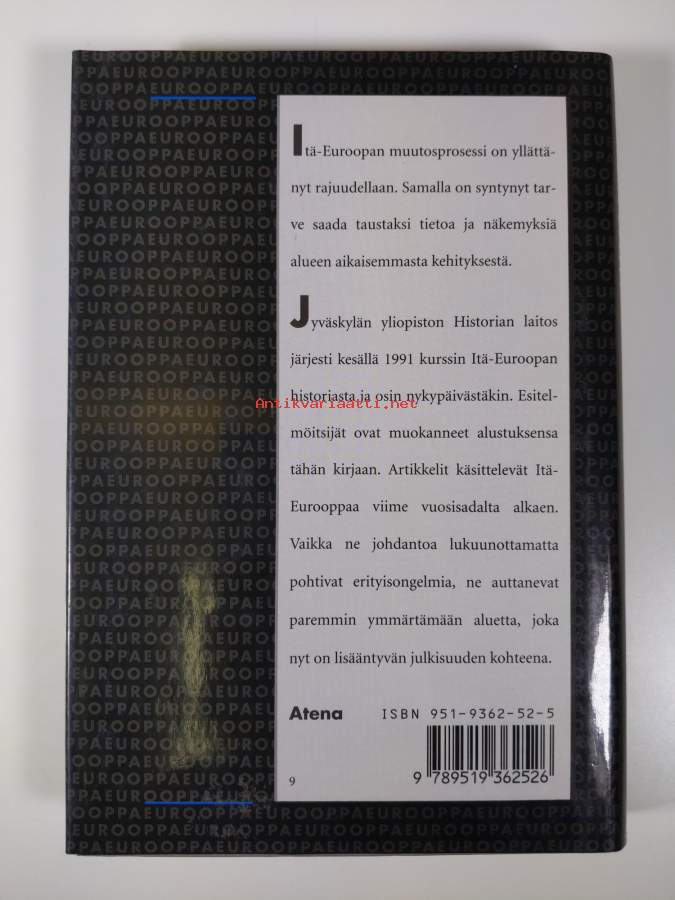 Itä-Euroopan muutosprosessi on yllättä-
nyt rajuudellaan. Samalla on syntynyt tar-
ve saada taustaksi tietoa ja näkemyksiä
alueen aikaisemmasta kehityksestä.
Jyväskylän yliopiston Historian laitos
järjesti kesällä 1991 kurssin Itä-Euroopan
historiasta ja osin nykypäivästäkin. Esitel-
Antikvariaatti.net
möitsijät ovat muokanneet alustuksensa
tähän kirjaan. Artikkelit käsittelevät Itä-
Eurooppaa viime vuosisadalta alkaen.
Vaikka ne johdantoa lukuunottamatta
pohtivat erityisongelmia, ne auttanevat
paremmin ymmärtämään aluetta, joka
nyt on lisääntyvän julkisuuden kohteena.
Atena ISBN 951-9362-52-5
9
9 789519 362526